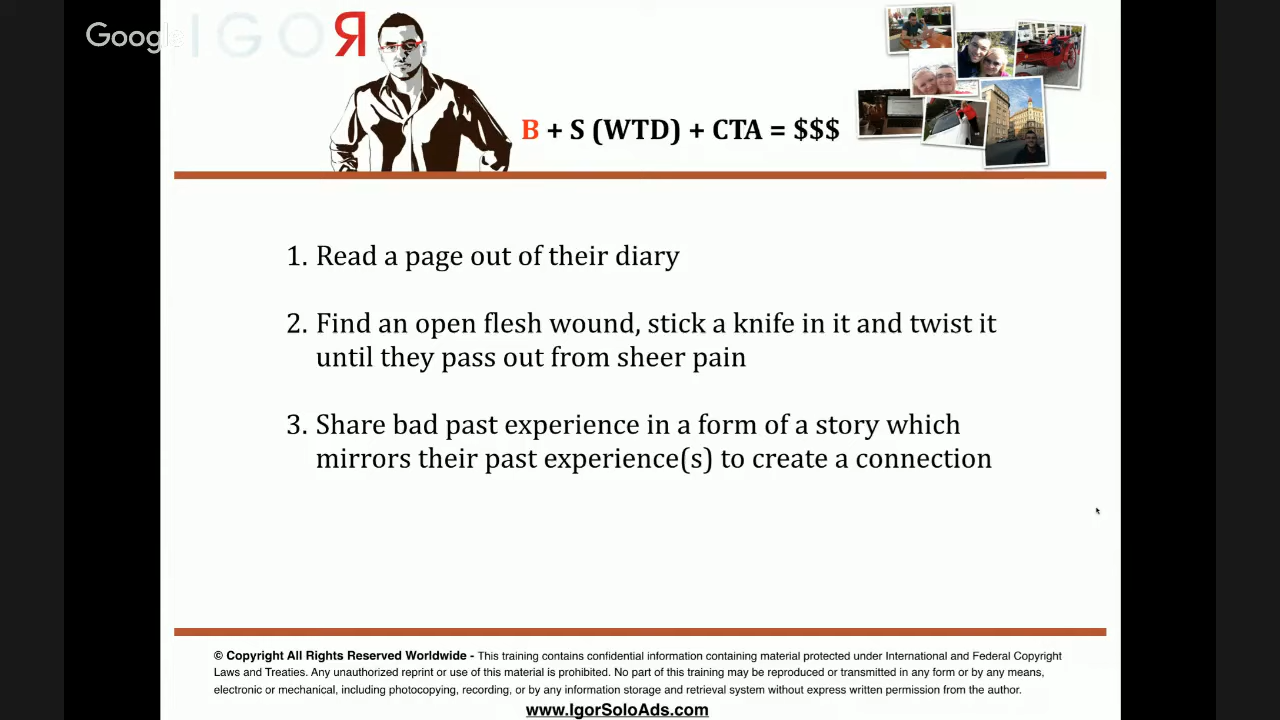 Google
IGOЯ
B + S (WTD) + CTA = $$$
1. Read a page out of their diary
2. Find an open flesh wound, stick a knife in it and twist it
until they pass out from sheer pain
3. Share bad past experience in a form of a story which
mirrors their past experience(s) to create a connection
© Copyright All Rights Reserved Worldwide - This training contains confidential information containing material protected under International and Federal Copyright
Laws and Treaties. Any unauthorized reprint or use of this material is prohibited. No part of this training may be reproduced or transmitted in any form or by any means,
electronic or mechanical, including photocopying, recording, or by any information storage and retrieval system without express written permission from the author.
www.IgorSoloAds.com